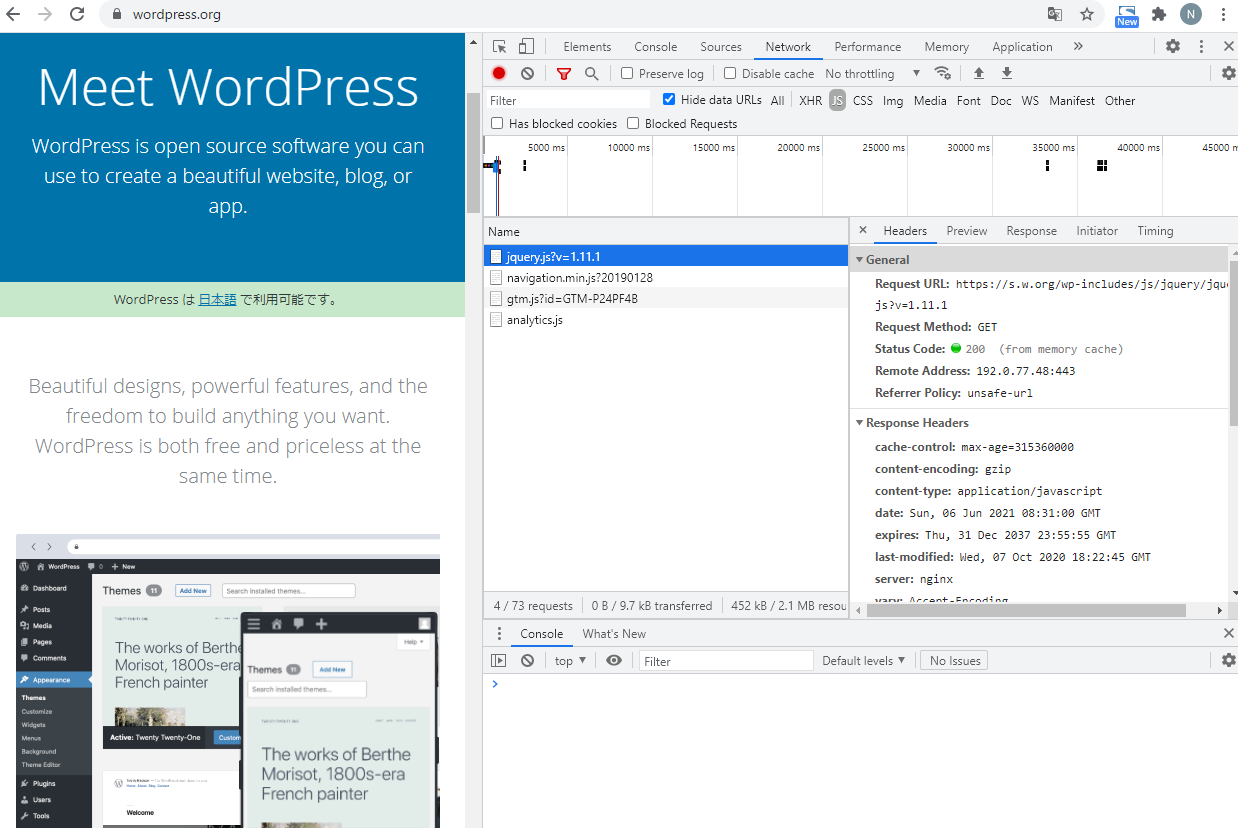 wordpress.org
New
N
Meet WordPress
WordPress is open source software you can
use to create a beautiful website, blog, or
app.
WordPress は 日本語 で利用可能です。
Beautiful designs, powerful features, and the
freedom to build anything you want.
WordPress is both free and priceless at the
same time.
WordPress 0 New
Dashboard
Posts
Media
Pages
Comments
Appearance
Themes
Customize
Widgets
Menus
Background
Theme Editor
Plugins
Users
Tools
Themes 11 Add New Search installed themes...
The works of Berthe
Morisot, 1800s-era
French painter
Active: Twenty Twenty-One Custom
Welcome
Help
Themes 11 Add New
Search installed themes...
The works of Berthe
Morisot, 1800s-era
French painter
Elements Console Sources Network Performance Memory Application
Preserve log Disable cache No throttling
Filter Hide data URLs All XHR JS CSS Img Media Font Doc WS Manifest Other
Has blocked cookies Blocked Requests
5000 ms 10000 ms 15000 ms 20000 ms 25000 ms 30000 ms 35000 ms 40000 ms 45000 m
Name
jquery.js?v=1.11.1
navigation.min.js?20190128
gtm.js?id=GTM-P24PF4B
analytics.js
4 / 73 requests 0 B / 9.7 kB transferred 452 kB / 2.1 MB resou
× Headers Preview Response Initiator Timing
General
Request URL: https://s.w.org/wp-includes/js/jquery/jque
js?v=1.11.1
Request Method: GET
Status Code: 200 (from memory cache)
Remote Address: 192.0.77.48:443
Referrer Policy: unsafe-url
Response Headers
cache-control: max-age=315360000
content-encoding: gzip
content-type: application/javascript
date: Sun, 06 Jun 2021 08:31:00 GMT
expires: Thu, 31 Dec 2037 23:55:55 GMT
last-modified: Wed, 07 Oct 2020 18:22:45 GMT
server: nginx
vary: Accept-Encoding
Console What's New
top Filter Default levels No Issues